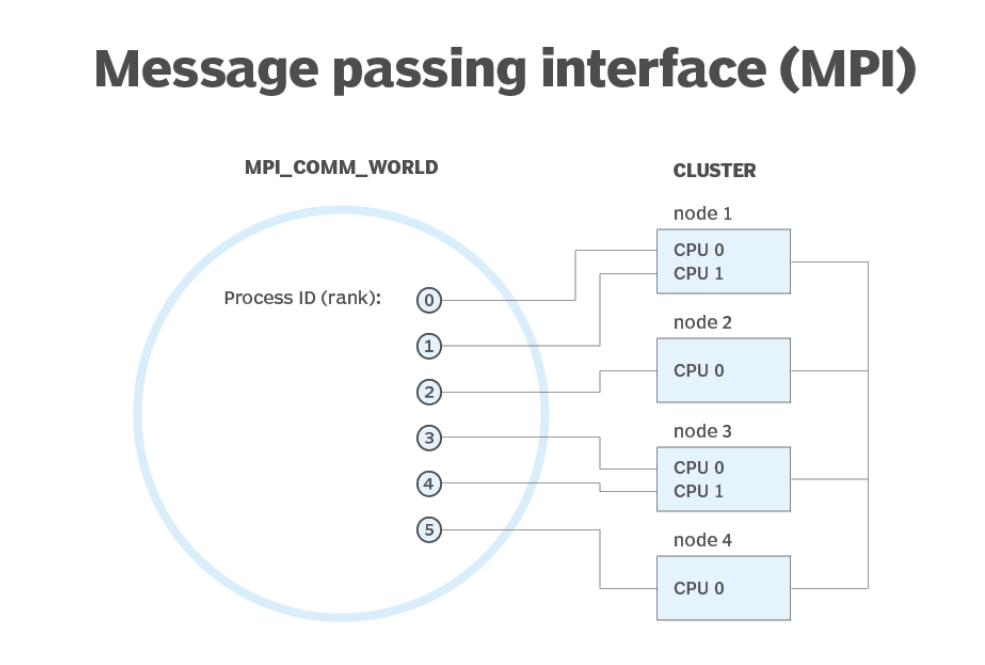 Message passing interface (MPI)
MPI_COMM_WORLD
Process ID (rank):
0
1
2
3
4
5
CLUSTER
node 1
CPU 0
CPU 1
node 2
CPU 0
node 3
CPU 0
CPU 1
node 4
CPU 0